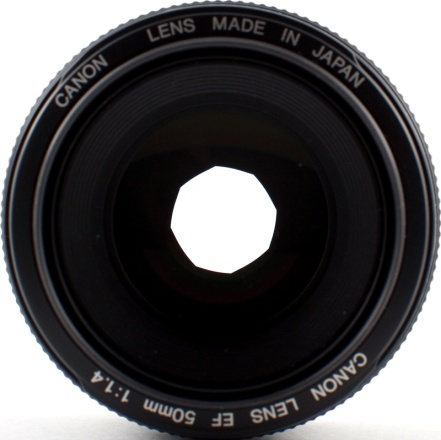 CANON LENS MADE IN JAPAN
CANON LENS EF 50mm 1:1.4